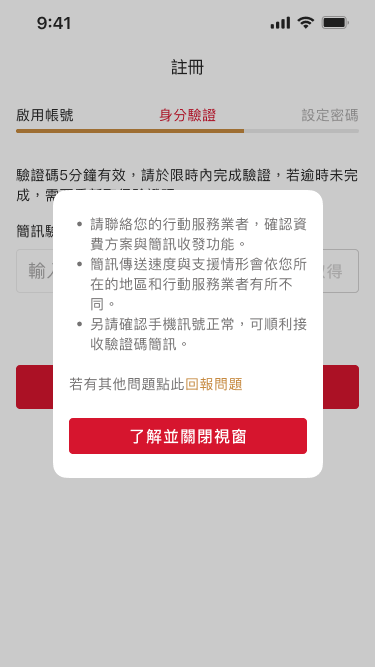 9:41
註冊
啟用帳號
身分驗證
設定密碼
驗證碼5分鐘有效，請於限時內完成驗證，若逾時未完
成，需
簡訊驗
請聯絡您的行動服務業者，確認資
費方案與簡訊收發功能。
簡訊傳送速度與支援情形會依您所
在的地區和行動服務業者有所不
同。
另請確認手機訊號正常，可順利接
收驗證碼簡訊。
輸入
取得
若有其他問題點此回報問題
了解並關閉視窗